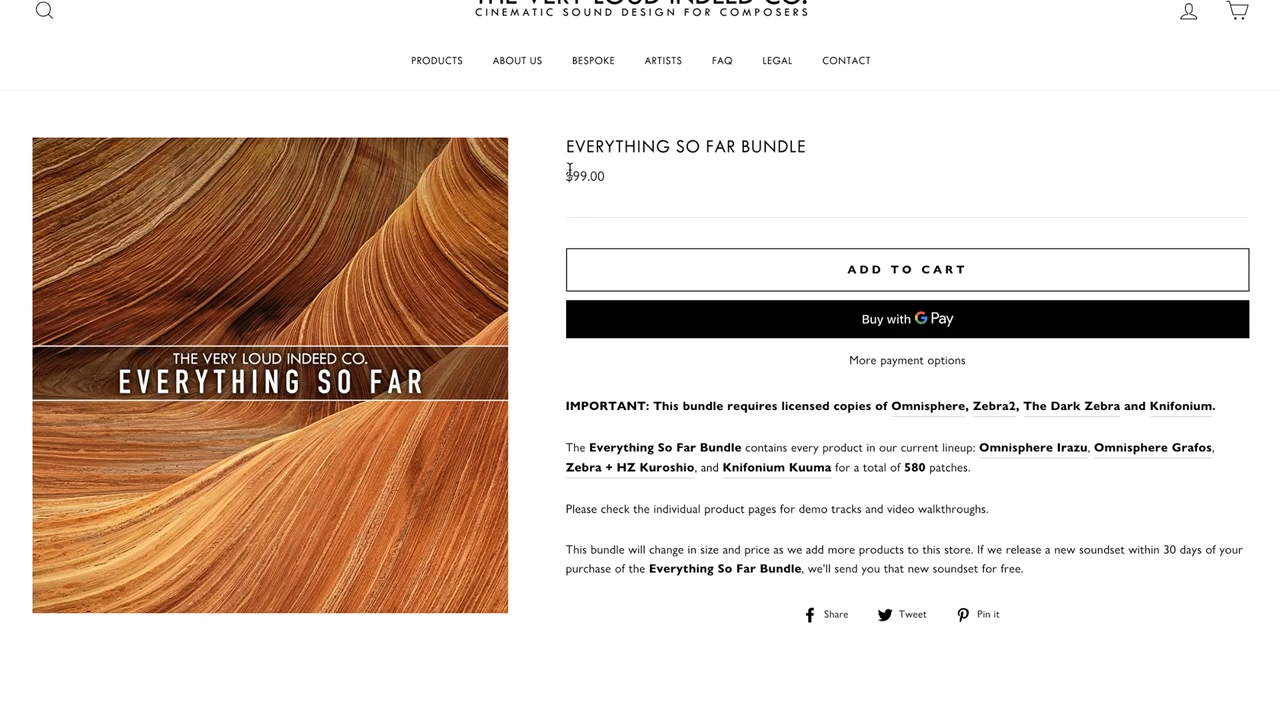 THE VERY LOUD INDEED CO.
CINEMATIC SOUND DESIGN FOR COMPOSERS
PRODUCTS ABOUT US BESPOKE ARTISTS FAQ LEGAL CONTACT
THE VERY LOUD INDEED CO.
EVERYTHING SO FAR
EVERYTHING SO FAR BUNDLE
$99.00
ADD TO CART
Buy with G Pay
More payment options
IMPORTANT: This bundle requires licensed copies of Omnisphere, Zebra2, The Dark Zebra and Knifonium.
The Everything So Far Bundle contains every product in our current lineup: Omnisphere Irazu, Omnisphere Grafos,
Zebra + HZ Kuroshio, and Knifonium Kuuma for a total of 580 patches.
Please check the individual product pages for demo tracks and video walkthroughs.
This bundle will change in size and price as we add more products to this store. If we release a new soundset within 30 days of your
purchase of the Everything So Far Bundle, we'll send you that new soundset for free.
Share Tweet Pin it